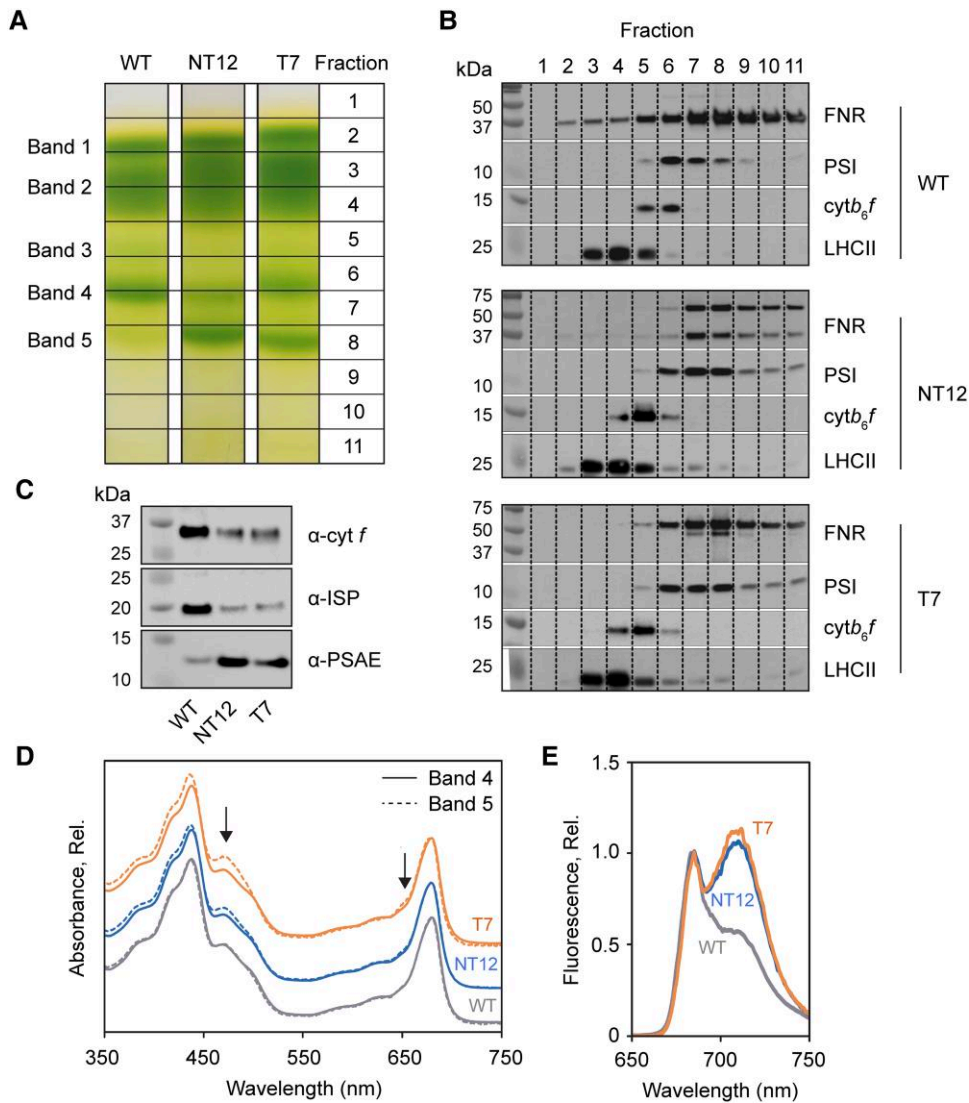 A
WT NT12 T7 Fraction
1
Band 1 2
3
Band 2
4
Band 3 5
6
Band 4
7
Band 5 8
9
10
11
B
Fraction
kDa 1 2 3 4 5 6 7 8 9 10 11
50
37
FNR
10
PSI
15
cytb₆f
25
LHCII
WT
75
50
37
FNR
10
PSI
15
cytb₆f
25
LHCII
NT12
75
50
37
FNR
10
PSI
15
cytb₆f
25
LHCII
T7
C
kDa
37
25
α-cyt f
25
20
α-ISP
15
10
α-PSAE
WT NT12 T7
D
Absorbance, Rel.
Band 4
Band 5
T7
NT12
WT
350 450 550 650 750
Wavelength (nm)
E
Fluorescence, Rel.
1.5
1.0
0.5
0
T7
NT12
WT
650 700 750
Wavelength (nm)